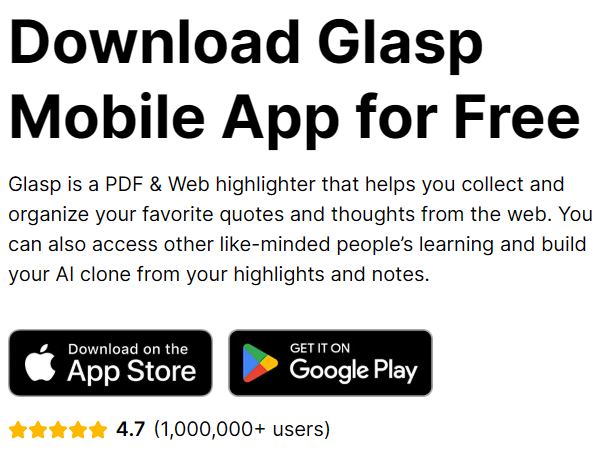 Download Glasp
Mobile App for Free
Glasp is a PDF & Web highlighter that helps you collect and
organize your favorite quotes and thoughts from the web. You
can also access other like-minded people’s learning and build
your AI clone from your highlights and notes.
Download on the
App Store
GET IT ON
Google Play
4.7 (1,000,000+ users)